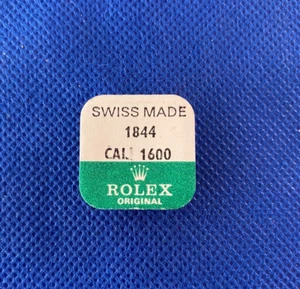 SWISS MADE
1844
CAL. 1600
ROLEX
ORIGINAL